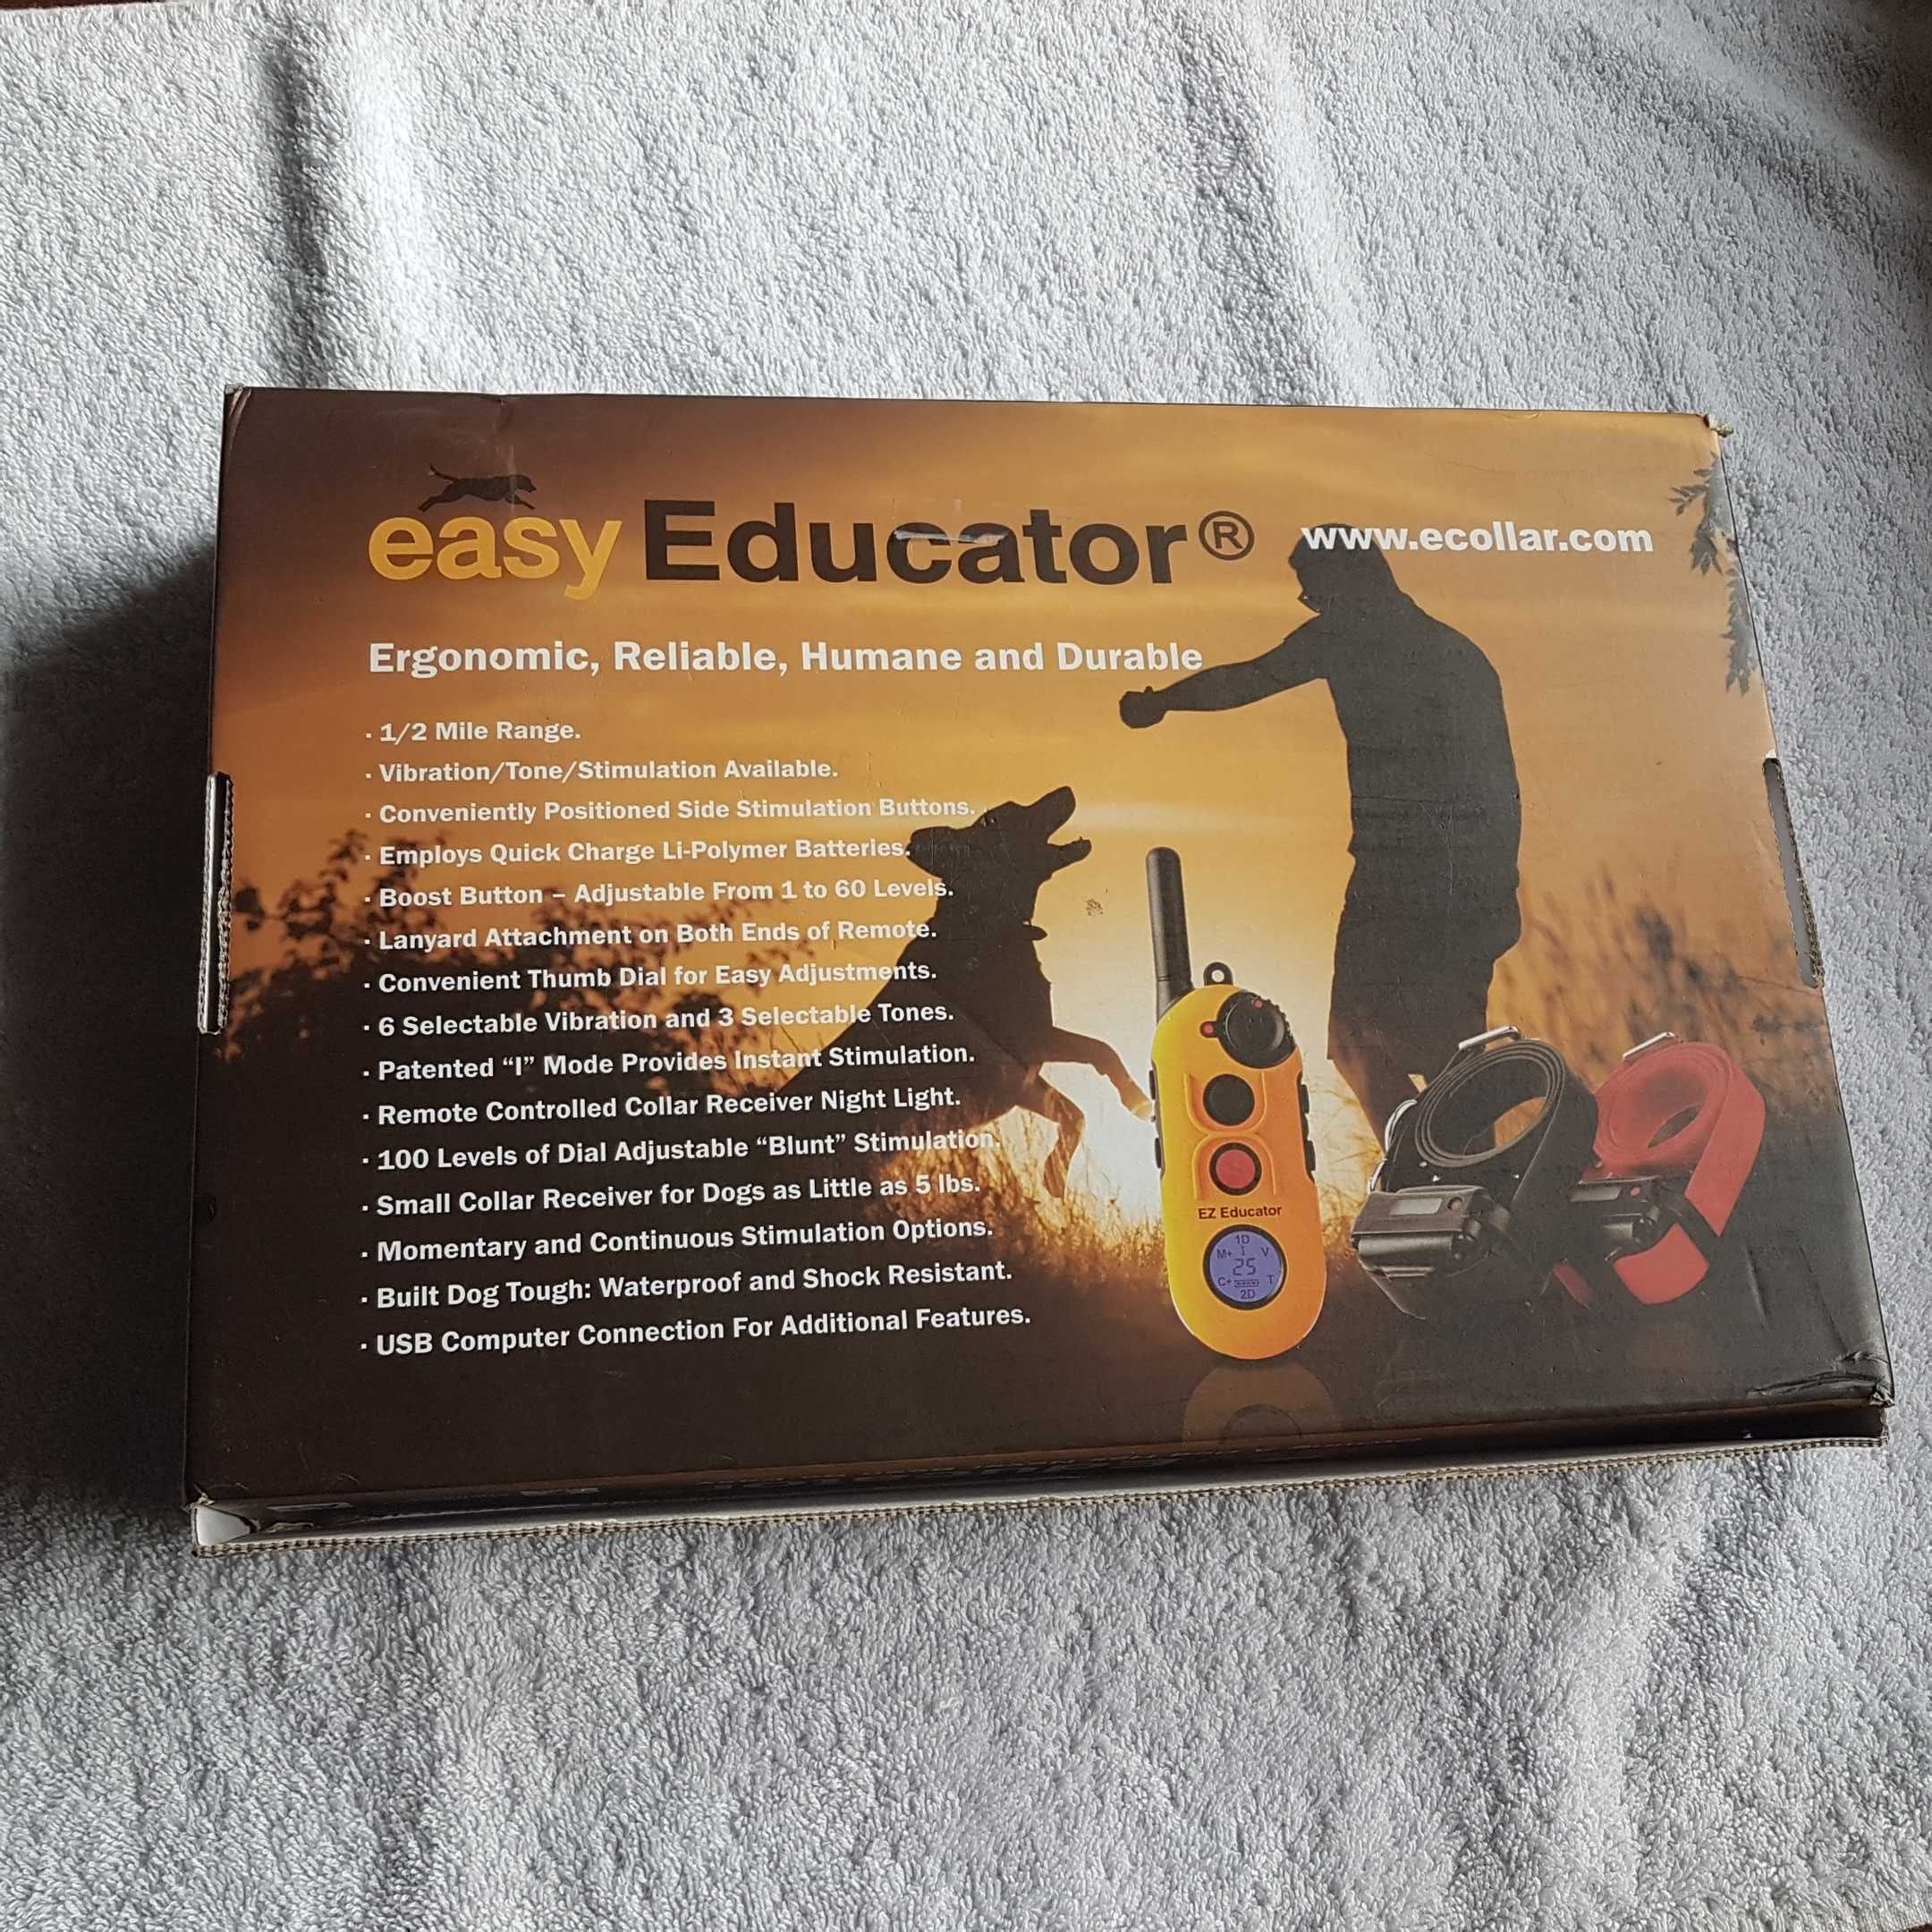 easy Educator®
www.ecollar.com
Ergonomic, Reliable, Humane and Durable
· 1/2 Mile Range.
· Vibration/Tone/Stimulation Available.
· Conveniently Positioned Side Stimulation Buttons.
· Employs Quick Charge Li-Polymer Batteries.
· Boost Button – Adjustable From 1 to 60 Levels.
· Lanyard Attachment on Both Ends of Remote.
· Convenient Thumb Dial for Easy Adjustments.
· 6 Selectable Vibration and 3 Selectable Tones.
· Patented “I” Mode Provides Instant Stimulation.
· Remote Controlled Collar Receiver Night Light.
· 100 Levels of Dial Adjustable “Blunt” Stimulation.
· Small Collar Receiver for Dogs as Little as 5 lbs.
· Momentary and Continuous Stimulation Options.
· Built Dog Tough: Waterproof and Shock Resistant.
· USB Computer Connection For Additional Features.
EZ Educator
1D
M+ I V
25
C+ T
2D